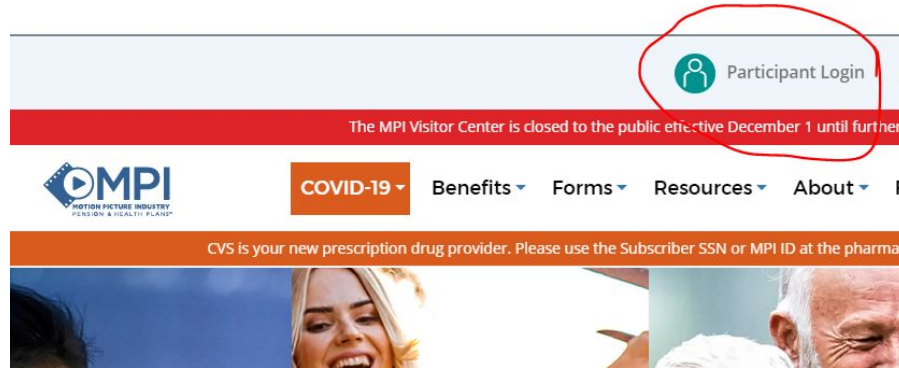 Participant Login
The MPI Visitor Center is closed to the public effective December 1 until further
MPI
MOTION PICTURE INDUSTRY
PENSION & HEALTH PLANS
COVID-19 Benefits Forms Resources About
CVS is your new prescription drug provider. Please use the Subscriber SSN or MPI ID at the pharma